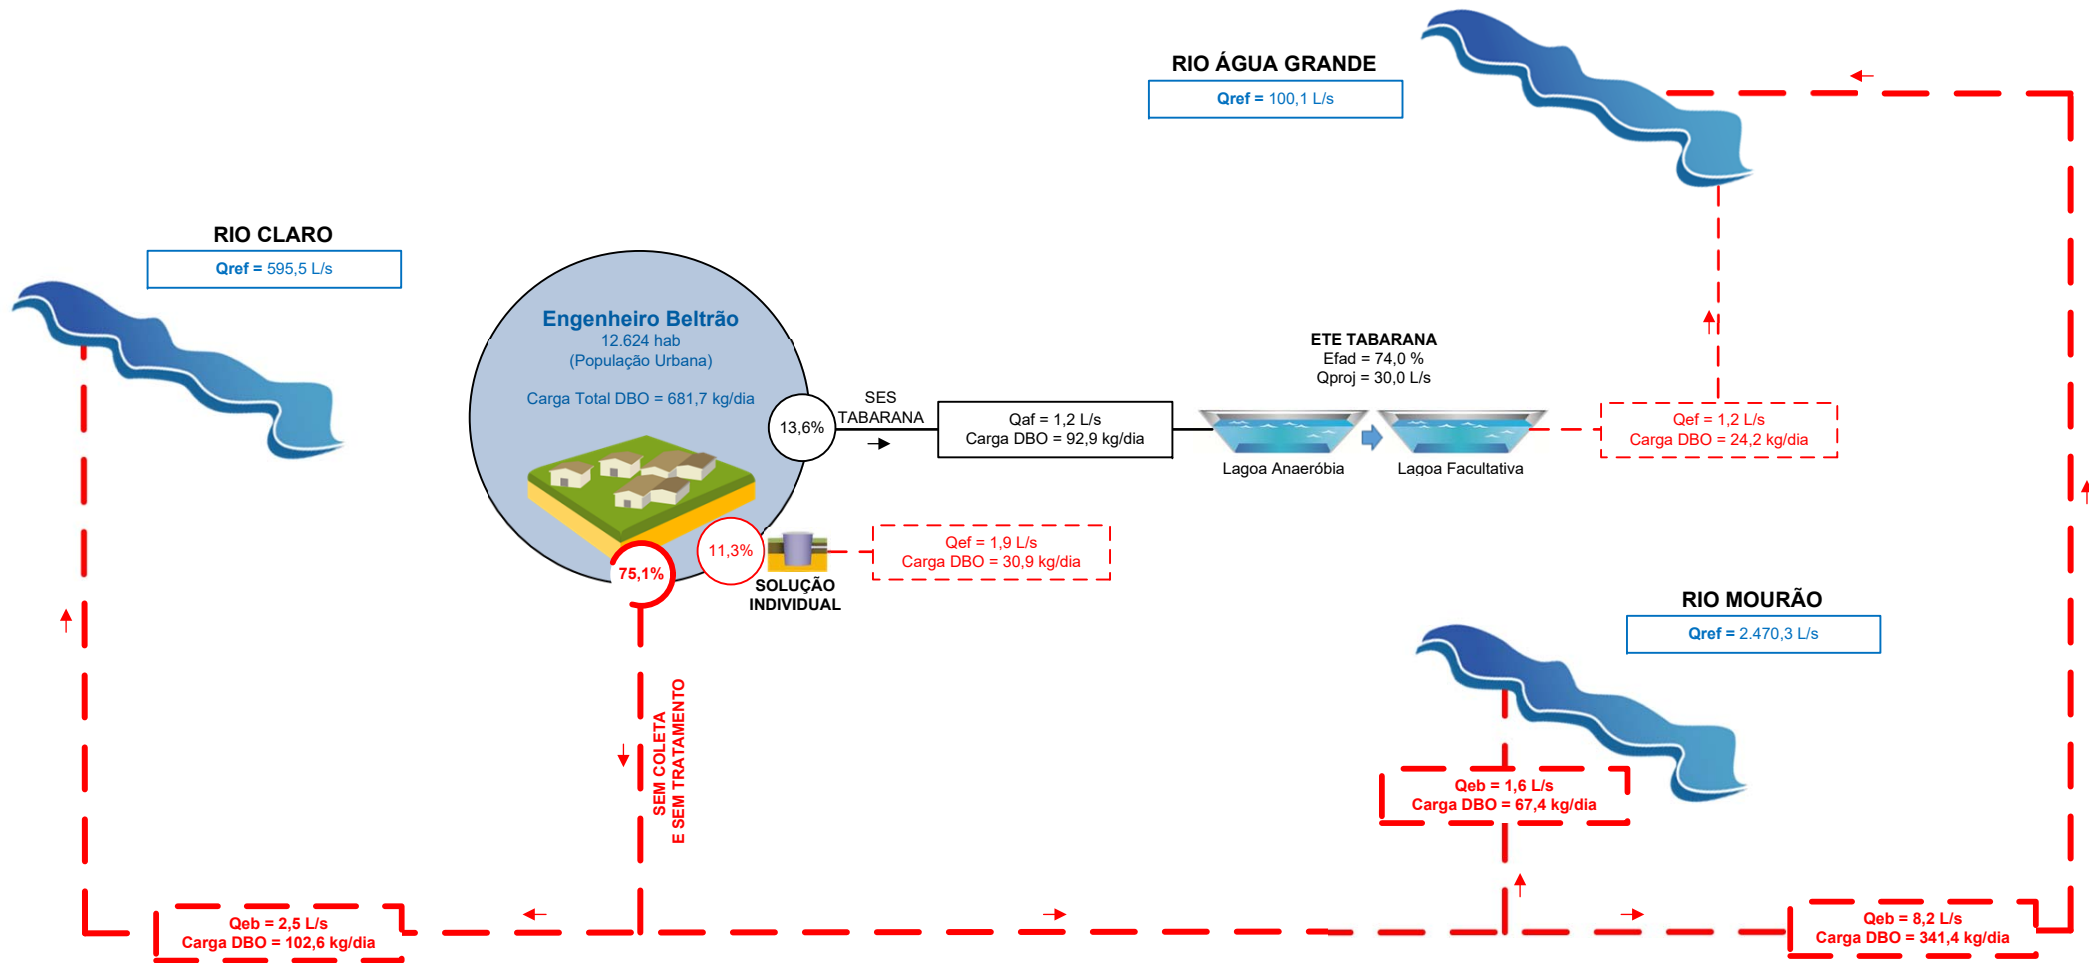 RIO ÁGUA GRANDE
Qref = 100,1 L/s
RIO CLARO
Qref = 595,5 L/s
Engenheiro Beltrão
12.624 hab
(População Urbana)
Carga Total DBO = 681,7 kg/dia
13,6%
SES
TABARANA
Qaf = 1,2 L/s
Carga DBO = 92,9 kg/dia
ETE TABARANA
Efad = 74,0 %
Qproj = 30,0 L/s
Lagoa Anaeróbia
Lagoa Facultativa
Qef = 1,2 L/s
Carga DBO = 24,2 kg/dia
11,3%
SOLUÇÃO
INDIVIDUAL
Qef = 1,9 L/s
Carga DBO = 30,9 kg/dia
75,1%
SEM COLETA
E SEM TRATAMENTO
RIO MOURÃO
Qref = 2.470,3 L/s
Qeb = 1,6 L/s
Carga DBO = 67,4 kg/dia
Qeb = 2,5 L/s
Carga DBO = 102,6 kg/dia
Qeb = 8,2 L/s
Carga DBO = 341,4 kg/dia